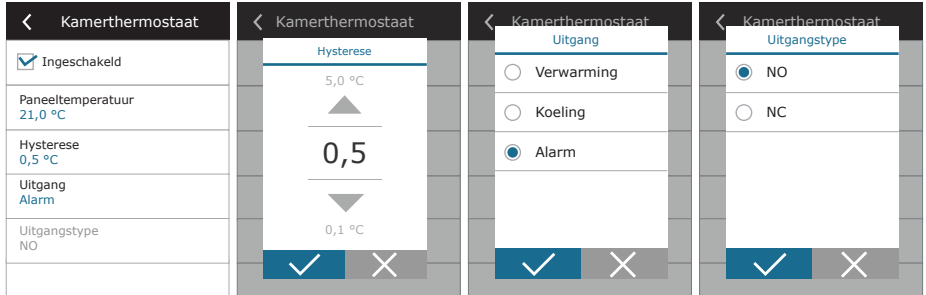 Kamerthermostaat
Ingeschakeld
Paneeltemperatuur
21,0 °C
Hysterese
0,5 °C
Uitgang
Alarm
Uitgangstype
NO
Kamerthermostaat
Hysterese
5,0 °C
0,5
0,1 °C
Kamerthermostaat
Uitgang
Verwarming
Koeling
Alarm
Kamerthermostaat
Uitgangstype
NO
NC